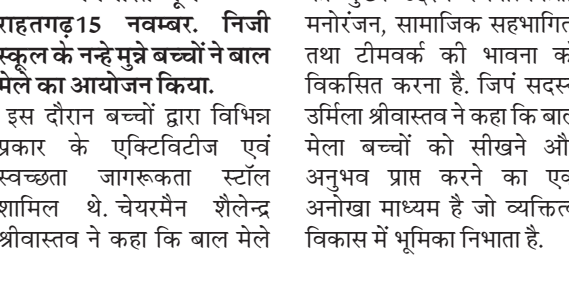 राहतगढ़15 नवम्बर. निजी
स्कूल के नन्हे मुन्ने बच्चों ने बाल
मेले का आयोजन किया.
इस दौरान बच्चों द्वारा विभिन्न
प्रकार के एक्टिविटीज एवं
स्वच्छता जागरूकता स्टॉल
शामिल थे. चेयरमैन शैलेन्द्र
श्रीवास्तव ने कहा कि बाल मेले
मनोरंजन, सामाजिक सहभागित
तथा टीमवर्क की भावना को
विकसित करना है. जिपं सदस्
उर्मिला श्रीवास्तव ने कहा कि बाल
मेला बच्चों को सीखने औ
अनुभव प्राप्त करने का एव
अनोखा माध्यम है जो व्यक्तित्व
विकास में भूमिका निभाता है.